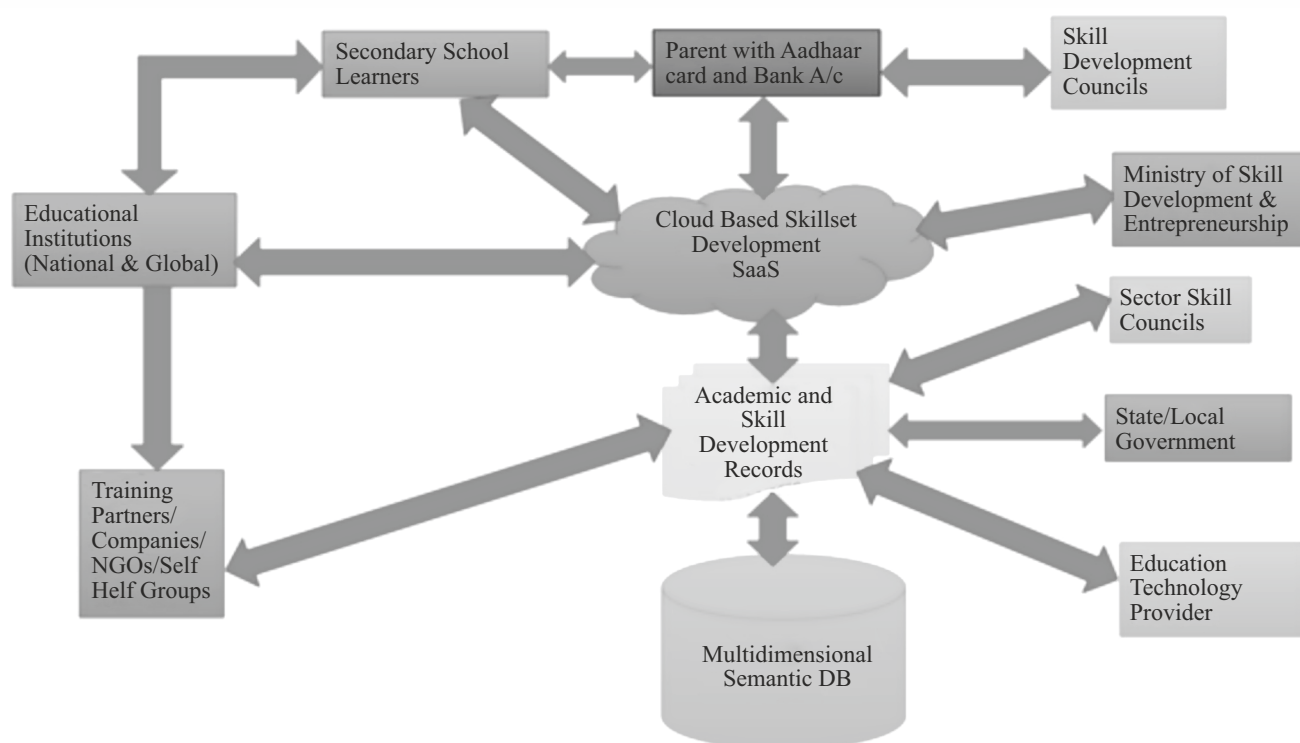 Secondary School
Learners
Parent with Aadhaar
card and Bank A/c
Skill
Development
Councils
Educational
Institutions
(National & Global)
Cloud Based Skillset
Development
SaaS
Ministry of Skill
Development &
Entrepreneurship
Sector Skill
Councils
Academic and
Skill
Development
Records
State/Local
Government
Training
Partners/
Companies/
NGOs/Self
Helf Groups
Education
Technology
Provider
Multidimensional
Semantic DB